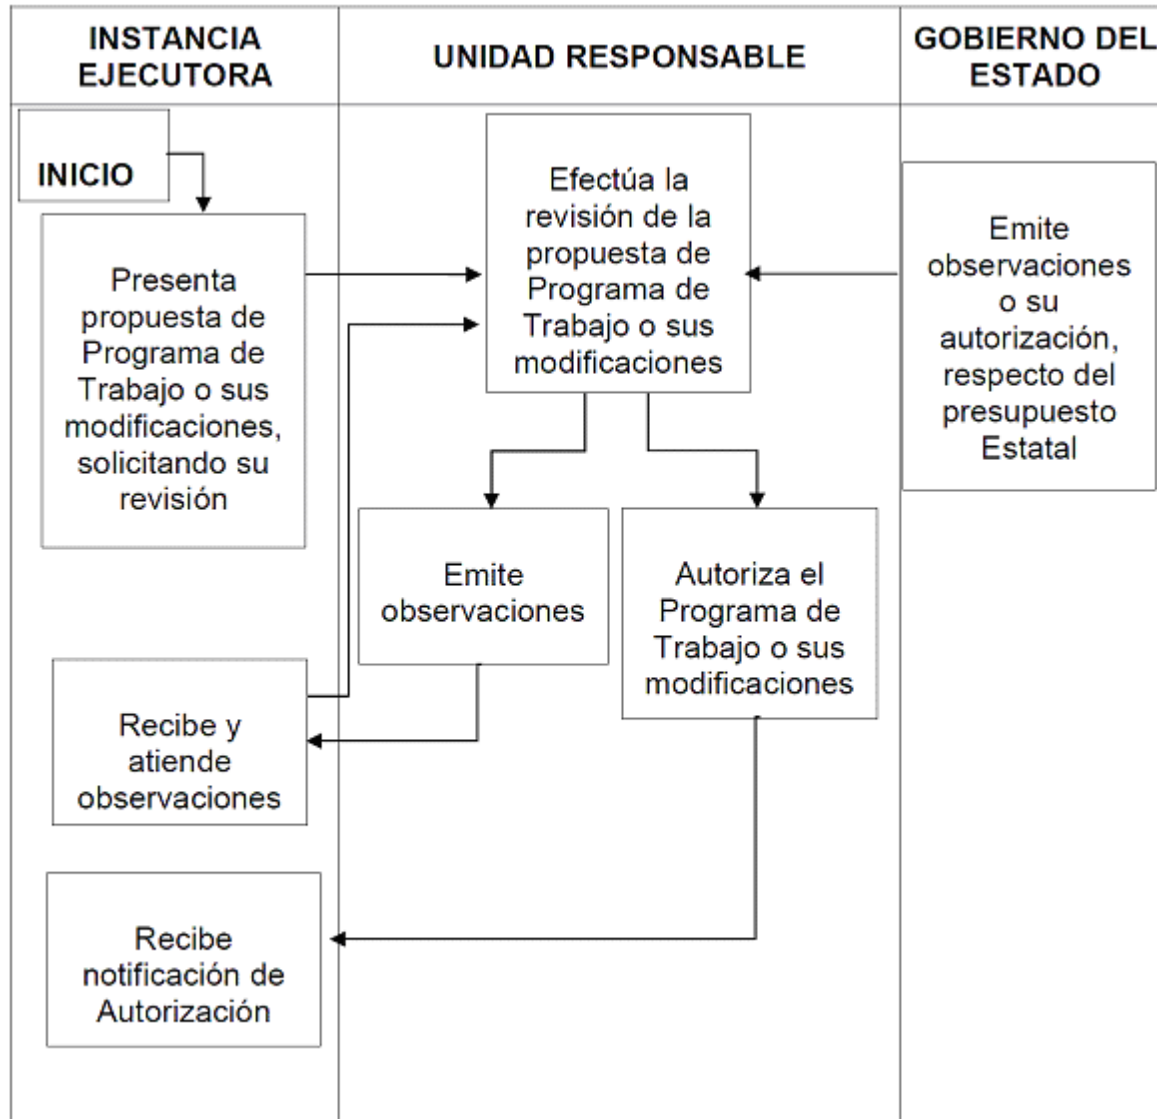 INSTANCIA
EJECUTORA
UNIDAD RESPONSABLE
GOBIERNO DEL
ESTADO
INICIO
Presenta
propuesta de
Programa de
Trabajo o sus
modificaciones,
solicitando su
revisión
Efectúa la
revisión de la
propuesta de
Programa de
Trabajo o sus
modificaciones
Emite
observaciones
o su
autorización,
respecto del
presupuesto
Estatal
Emite
observaciones
Autoriza el
Programa de
Trabajo o sus
modificaciones
Recibe y
atiende
observaciones
Recibe
notificación de
Autorización